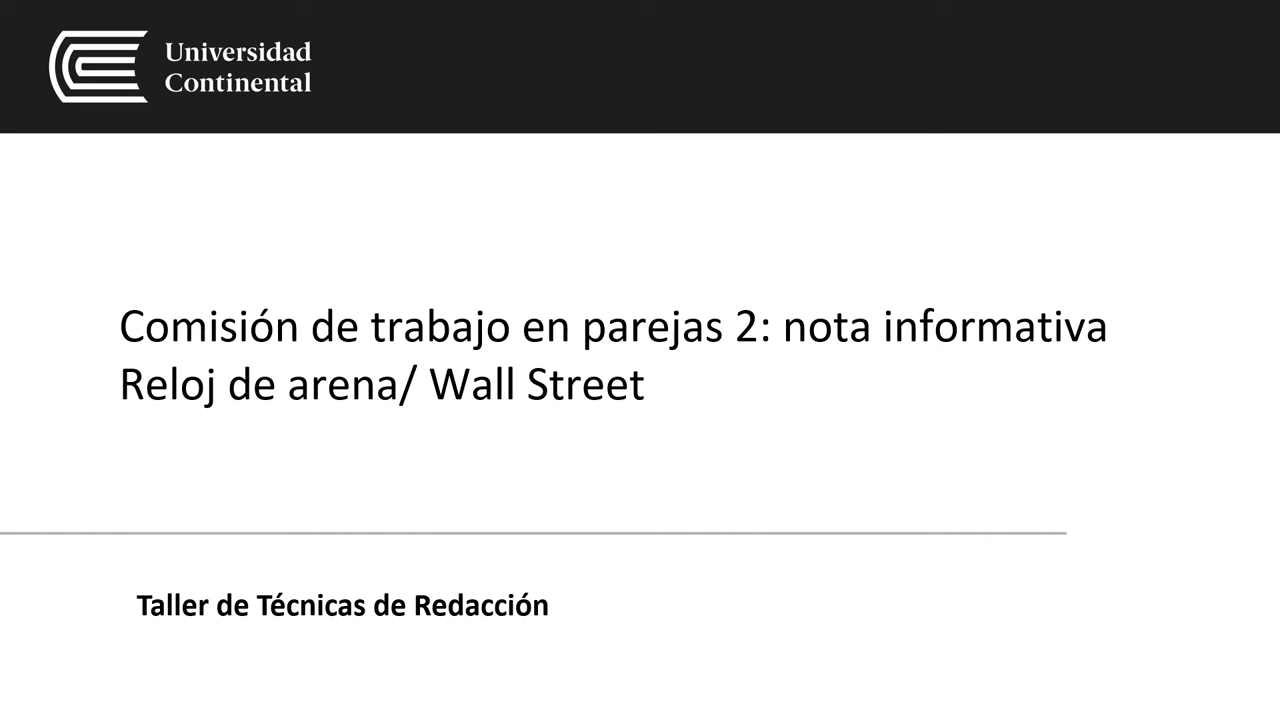 Universidad
Continental
Comisión de trabajo en parejas 2: nota informativa
Reloj de arena/ Wall Street
Taller de Técnicas de Redacción